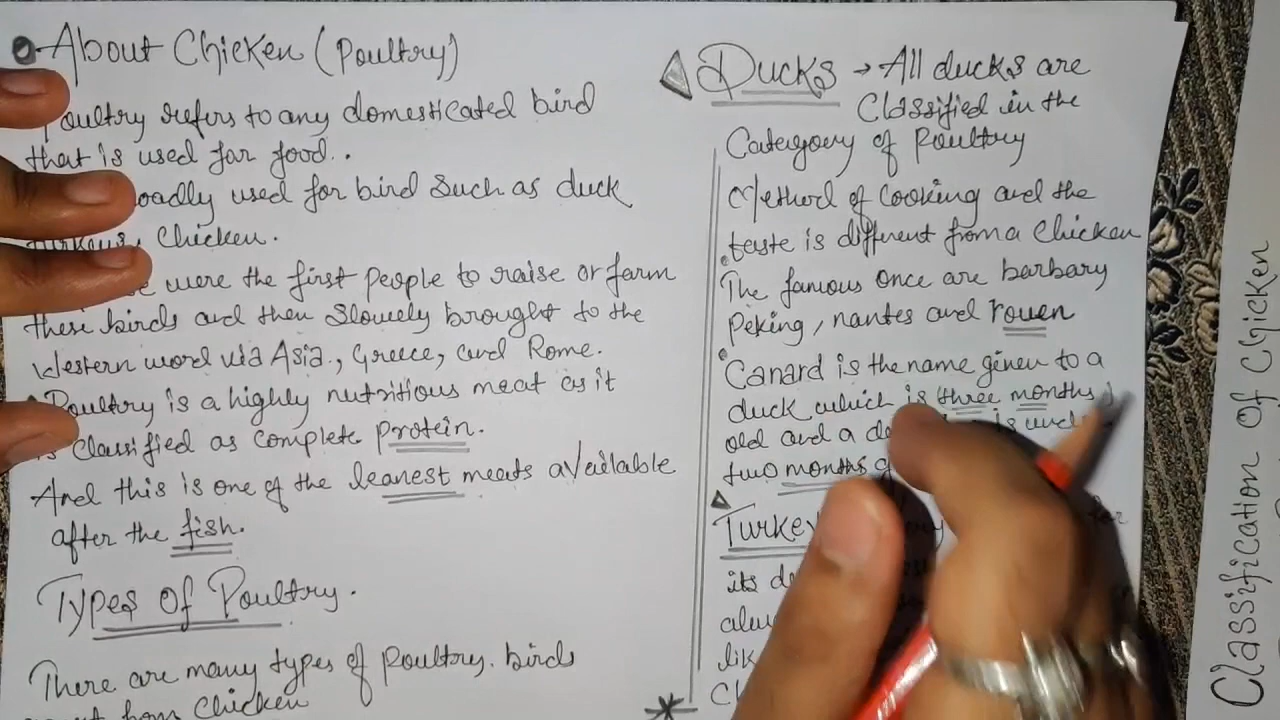 About Chicken (Poultry)
Poultry refers to any domesticated bird
that is used for food..
used for bird such as duck
Chicken.
were the first people to raise or farm
these birds and then slowely brought to the
western word via Asia., Greece, and Rome.
Poultry is a highly nutritious meat as it
is classified as complete protein.
And this is one of the leanest meats available
after the fish.
Types Of Poultry.
There are many types of poultry. birds
from Chicken
Ducks → All ducks are
Classified in the
Category of Poultry
Method of cooking and the
teste is different from a Chicken
The famous once are barbary
Peking, nantes and rouen
Canard is the name given to a
duck which is three months
old and a
two months
Turkey
its
Classification Of Chicken